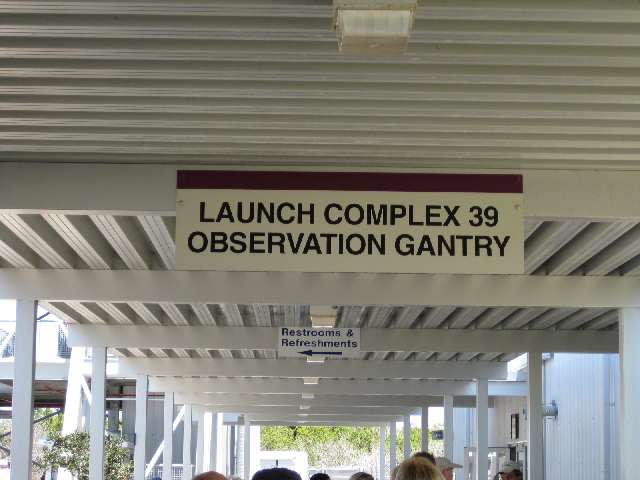 LAUNCH COMPLEX 39
OBSERVATION GANTRY
Restrooms &
Refreshments